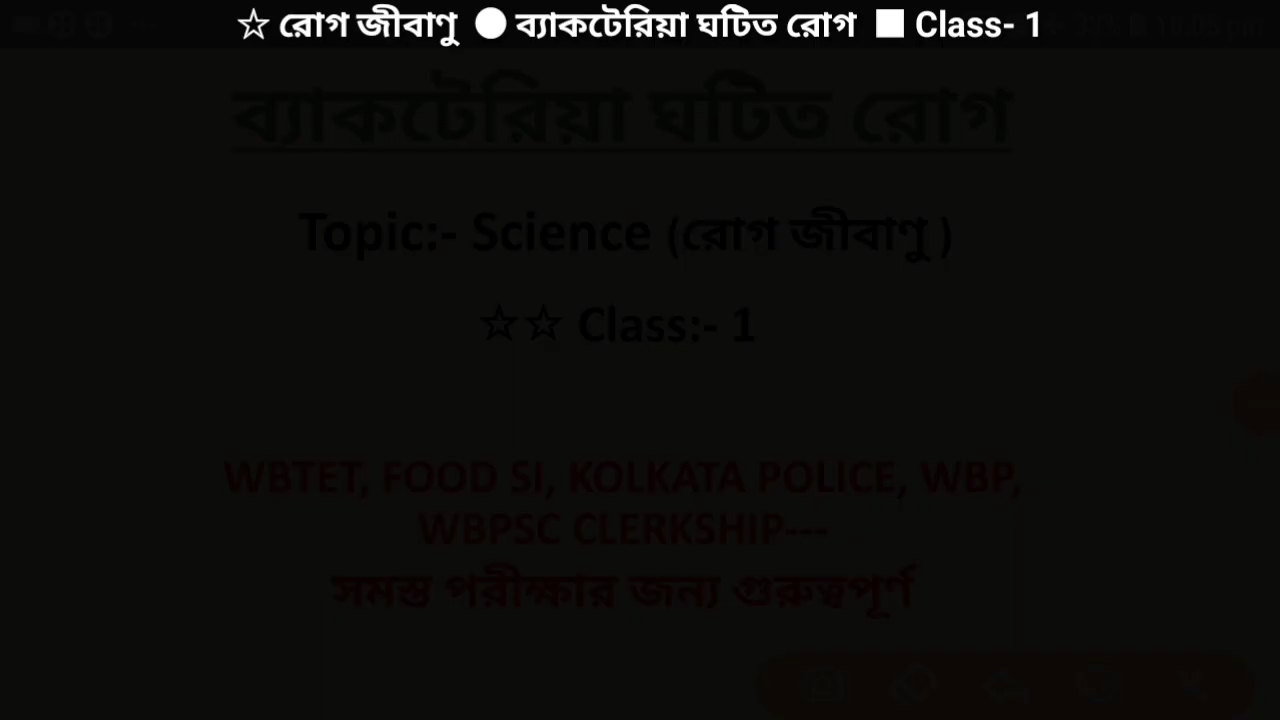 ☆ রোগ জীবাণু ● ব্যাকটেরিয়া ঘটিত রোগ ■ Class- 1
ব্যাকটেরিয়া ঘটিত রোগ
Topic:- Science (রোগ জীবাণু )
☆☆ Class:- 1
WBTET, FOOD SI, KOLKATA POLICE, WBP,
WBPSC CLERKSHIP---
সমস্ত পরীক্ষার জন্য গুরুত্বপূর্ণ